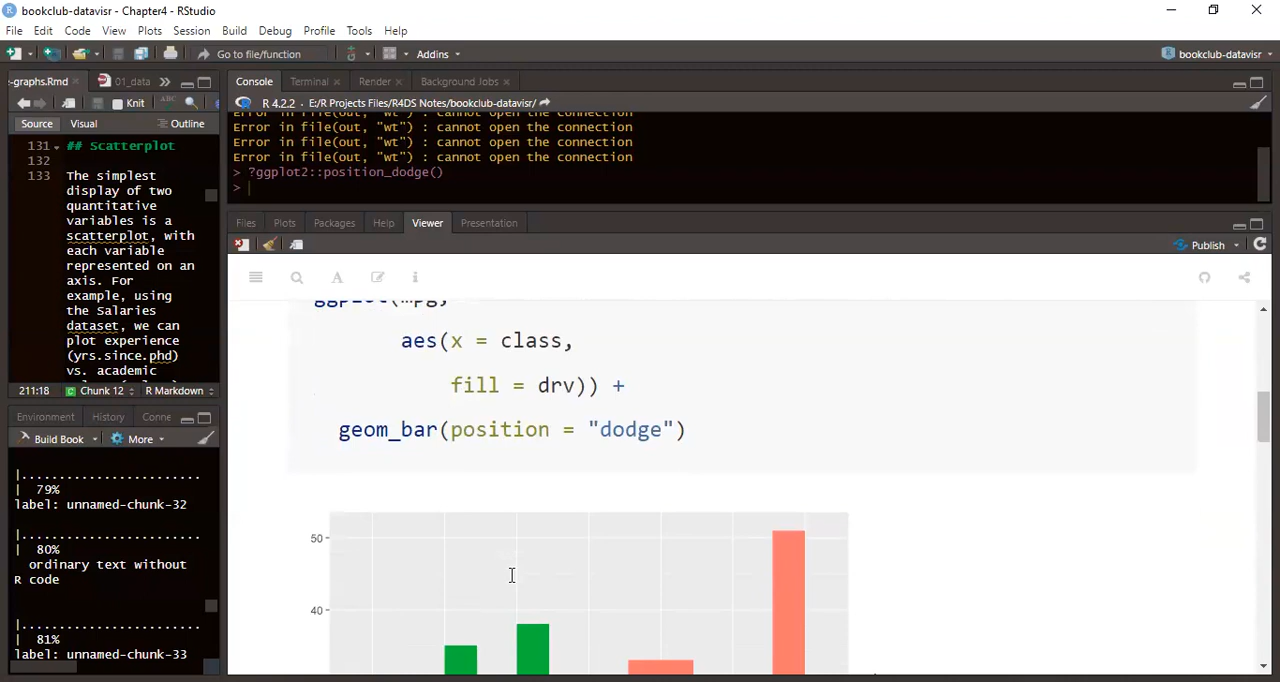 bookclub-datavisr - Chapter4 - RStudio
File Edit Code View Plots Session Build Debug Profile Tools Help
Go to file/function Addins bookclub-datavisr
-graphs.Rmd 01_data
Knit ABC
Source Visual Outline
131 ## Scatterplot
132
133 The simplest
display of two
quantitative
variables is a
scatterplot, with
each variable
represented on an
axis. For
example, using
the Salaries
dataset, we can
plot experience
(yrs.since.phd)
vs. academic
211:18 Chunk 12 R Markdown
Console Terminal Render Background Jobs
R 4.2.2 . E:/R Projects Files/R4DS Notes/bookclub-datavisr/
Error in file(out, "wt") : cannot open the connection
Error in file(out, "wt") : cannot open the connection
Error in file(out, "wt") : cannot open the connection
Error in file(out, "wt") : cannot open the connection
> ?ggplot2::position_dodge()
>
Environment History Conne
Build Book More
|........................
| 79%
label: unnamed-chunk-32
|........................
| 80%
ordinary text without
R code
|........................
| 81%
label: unnamed-chunk-33
Files Plots Packages Help Viewer Presentation
Publish
A i
ggplot(mpg,
aes(x = class,
fill = drv)) +
geom_bar(position = "dodge")
50
40